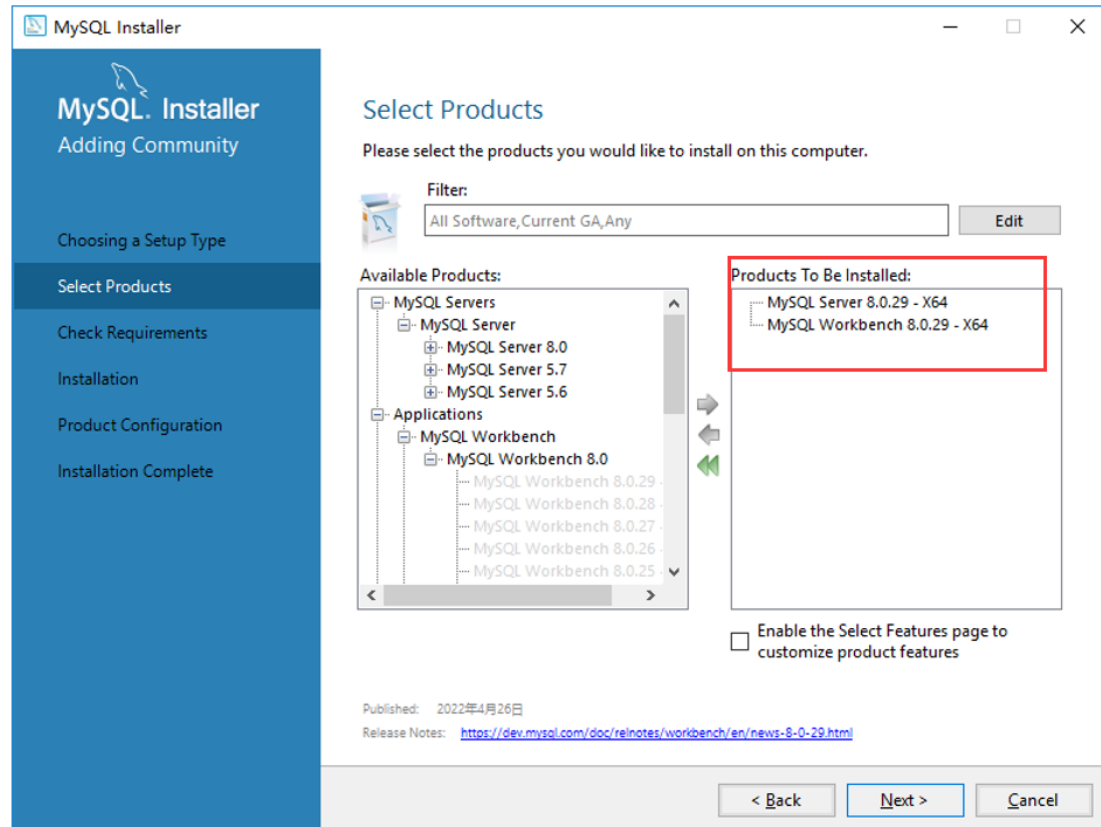 MySQL Installer
MySQL. Installer
Adding Community
Choosing a Setup Type
Select Products
Check Requirements
Installation
Product Configuration
Installation Complete
Select Products
Please select the products you would like to install on this computer.
Filter:
All Software,Current GA,Any
Edit
Available Products:
MySQL Servers
MySQL Server
MySQL Server 8.0
MySQL Server 5.7
MySQL Server 5.6
Applications
MySQL Workbench
MySQL Workbench 8.0
MySQL Workbench 8.0.29 -
MySQL Workbench 8.0.28 -
MySQL Workbench 8.0.27 -
MySQL Workbench 8.0.26 -
MySQL Workbench 8.0.25 -
Products To Be Installed:
MySQL Server 8.0.29 - X64
MySQL Workbench 8.0.29 - X64
Enable the Select Features page to
customize product features
Published: 2022年4月26日
Release Notes: https://dev.mysql.com/doc/relnotes/workbench/en/news-8-0-29.html
< Back
Next >
Cancel